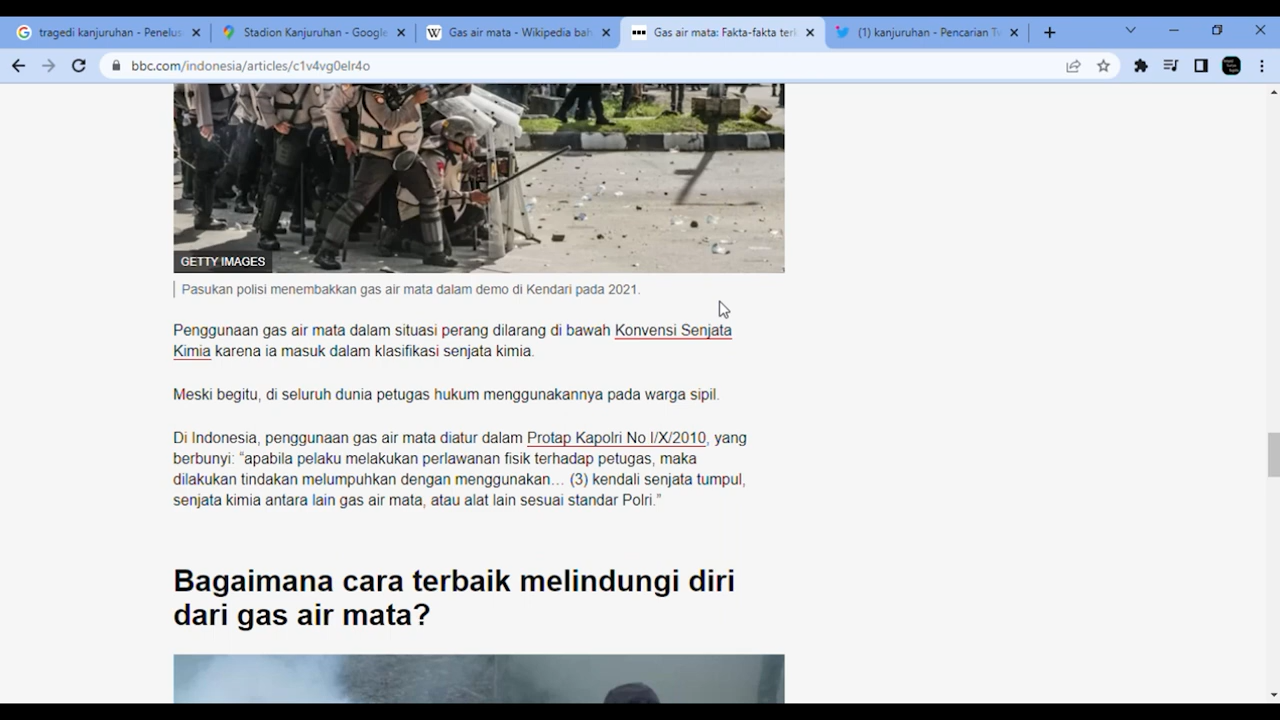 tragedi kanjuruhan - Penelus
Stadion Kanjuruhan - Google
Gas air mata - Wikipedia bah
Gas air mata: Fakta-fakta terk
(1) kanjuruhan - Pencarian Tw
bbc.com/indonesia/articles/c1v4vg0elr4o
GETTY IMAGES
Pasukan polisi menembakkan gas air mata dalam demo di Kendari pada 2021.
Penggunaan gas air mata dalam situasi perang dilarang di bawah Konvensi Senjata
Kimia karena ia masuk dalam klasifikasi senjata kimia.
Meski begitu, di seluruh dunia petugas hukum menggunakannya pada warga sipil.
Di Indonesia, penggunaan gas air mata diatur dalam Protap Kapolri No I/X/2010, yang
berbunyi: “apabila pelaku melakukan perlawanan fisik terhadap petugas, maka
dilakukan tindakan melumpuhkan dengan menggunakan… (3) kendali senjata tumpul,
senjata kimia antara lain gas air mata, atau alat lain sesuai standar Polri.”
Bagaimana cara terbaik melindungi diri
dari gas air mata?